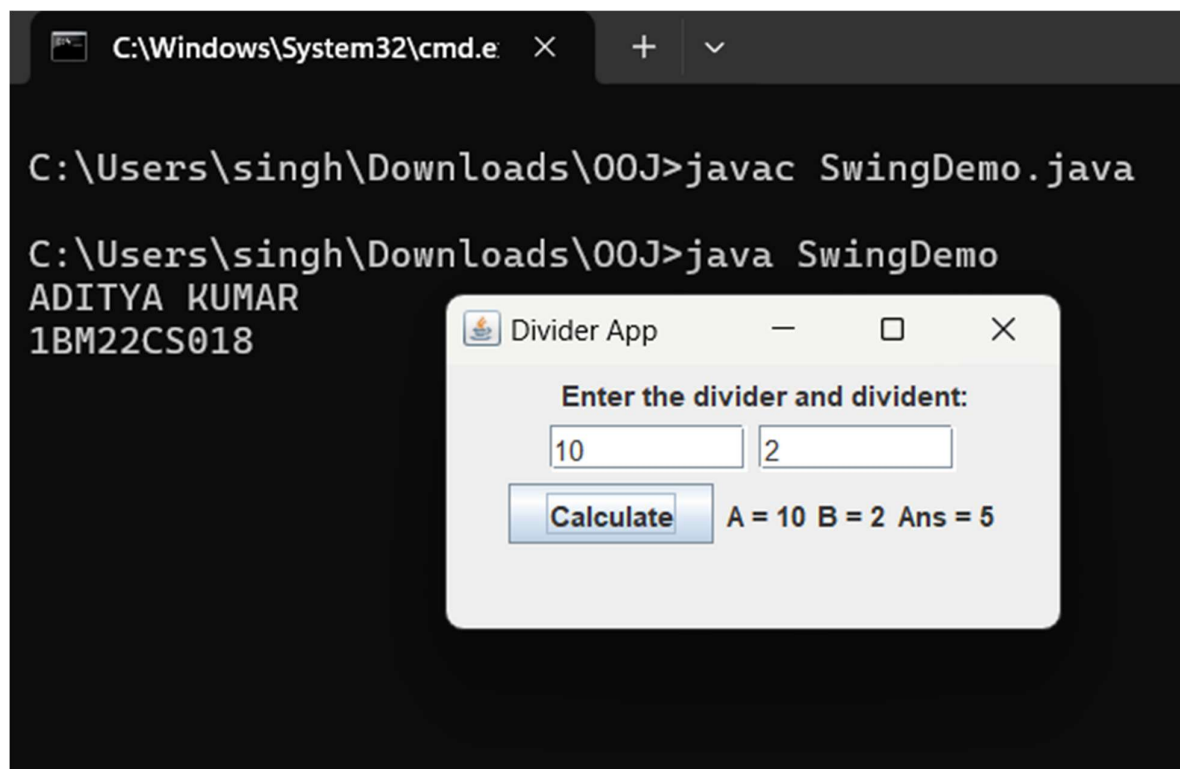 C:\Windows\System32\cmd.e
C:\Users\singh\Downloads\OOJ>javac SwingDemo.java
C:\Users\singh\Downloads\OOJ>java SwingDemo
ADITYA KUMAR
1BM22CS018
Divider App
Enter the divider and divident:
10 2
Calculate A = 10 B = 2 Ans = 5